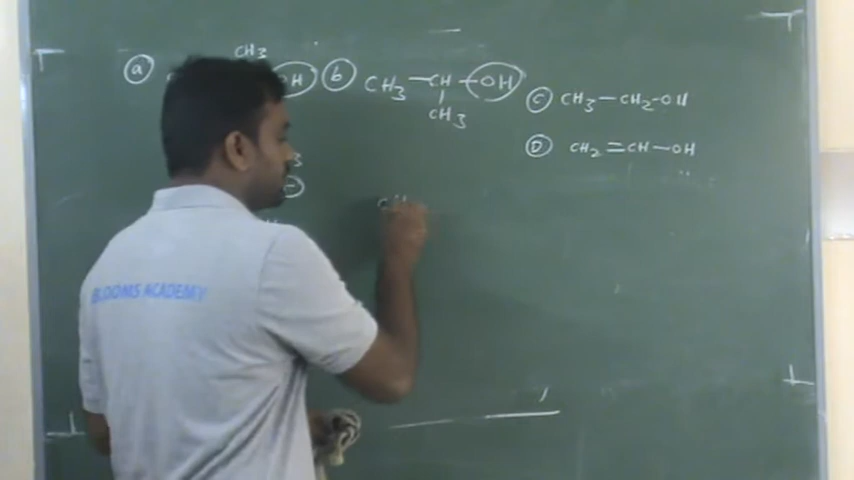 CH3
a
OH
b CH3 — CH — OH
CH3
C CH3 — CH2 - OH
D CH2 = CH — OH
BLOOMS ACADEMY